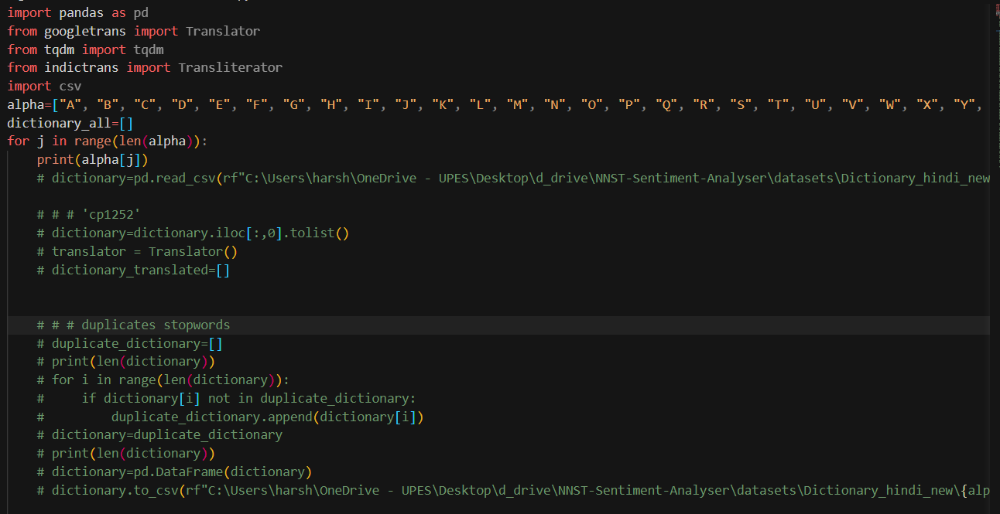 import pandas as pd
from googletrans import Translator
from tqdm import tqdm
from indictrans import Transliterator
import csv
alpha=["A", "B", "C", "D", "E", "F", "G", "H", "I", "J", "K", "L", "M", "N", "O", "P", "Q", "R", "S", "T", "U", "V", "W", "X", "Y",
dictionary_all=[]
for j in range(len(alpha)):
    print(alpha[j])
    # dictionary=pd.read_csv(rf"C:\Users\harsh\OneDrive - UPES\Desktop\d_drive\NNST-Sentiment-Analyser\datasets\Dictionary_hindi_new
    # # # 'cp1252'
    # dictionary=dictionary.iloc[:,0].tolist()
    # translator = Translator()
    # dictionary_translated=[]
    # # # duplicates stopwords
    # duplicate_dictionary=[]
    # print(len(dictionary))
    # for i in range(len(dictionary)):
    #     if dictionary[i] not in duplicate_dictionary:
    #         duplicate_dictionary.append(dictionary[i])
    # dictionary=duplicate_dictionary
    # print(len(dictionary))
    # dictionary=pd.DataFrame(dictionary)
    # dictionary.to_csv(rf"C:\Users\harsh\OneDrive - UPES\Desktop\d_drive\NNST-Sentiment-Analyser\datasets\Dictionary_hindi_new\{alp